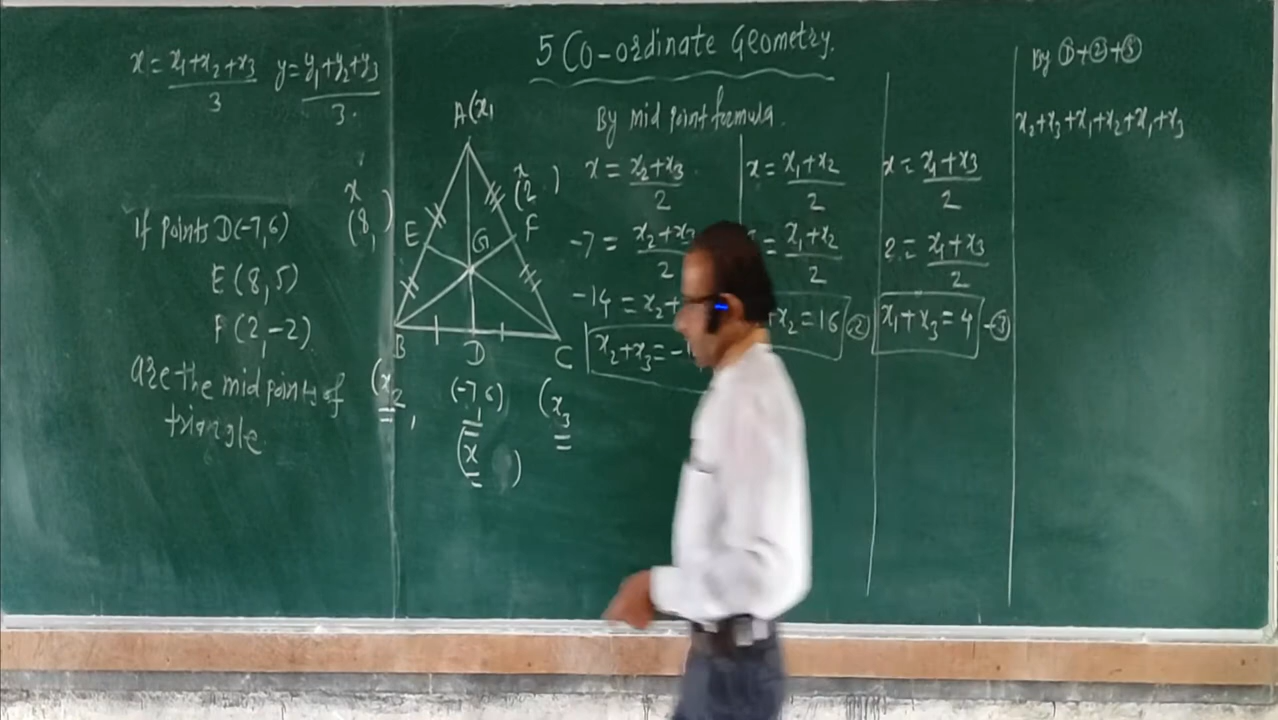 5 Co-ordinate Geometry.
x = x₁+x₂+x₃ / 3 y = y₁+y₂+y₃ / 3.
If Points D(-7,6)
E(8,5)
F(2,-2)
are the mid points of
triangle.
A(x₁
x
(8, )
x
(2 )
E
F
G
B
D
C
(x₂,
(-7,6)
(x₃
(x )
By mid point formula.
x = x₂+x₃ / 2
-7 = x₂+x₃ / 2
-14 = x₂+
x₂+x₃ = -1
x = x₁+x₂ / 2
= x₁+x₂ / 2
+x₂ = 16 -②
x = x₁+x₃ / 2
2 = x₁+x₃ / 2
x₁+x₃ = 4 -③
By ①+②+③
x₂+x₃+x₁+x₂+x₁+x₃